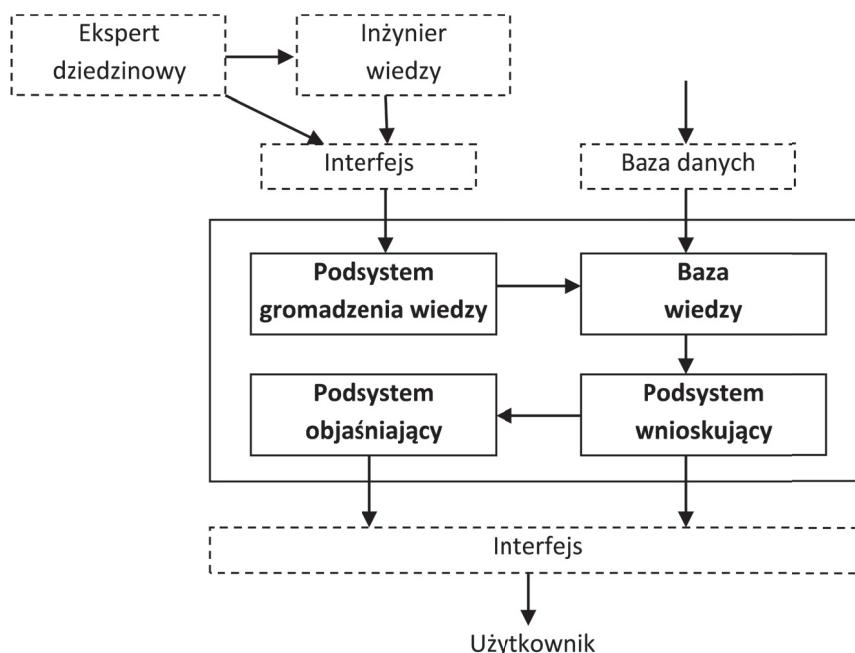 Ekspert
dziedzinowy
Inżynier
wiedzy
Interfejs
Baza danych
Podsystem
gromadzenia wiedzy
Baza
wiedzy
Podsystem
objaśniający
Podsystem
wnioskujący
Interfejs
Użytkownik